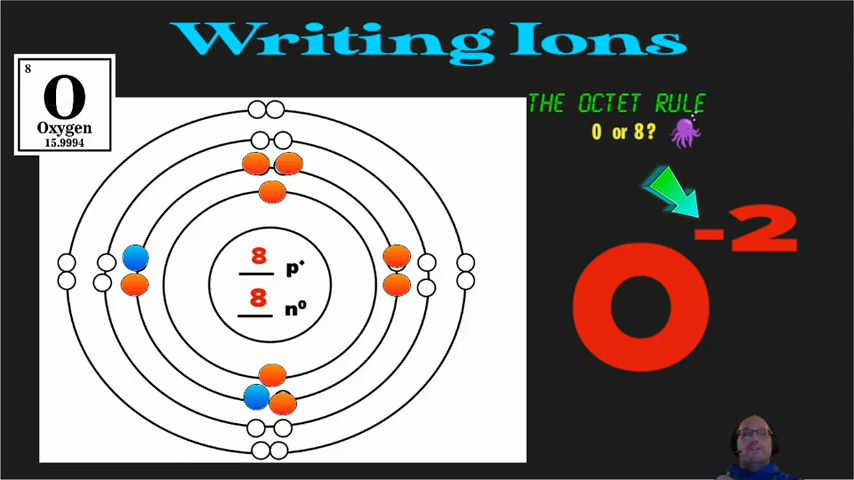 Writing Ions
8
O
Oxygen
15.9994
THE OCTET RULE
0 or 8?
8 p+
8 n0
O-2